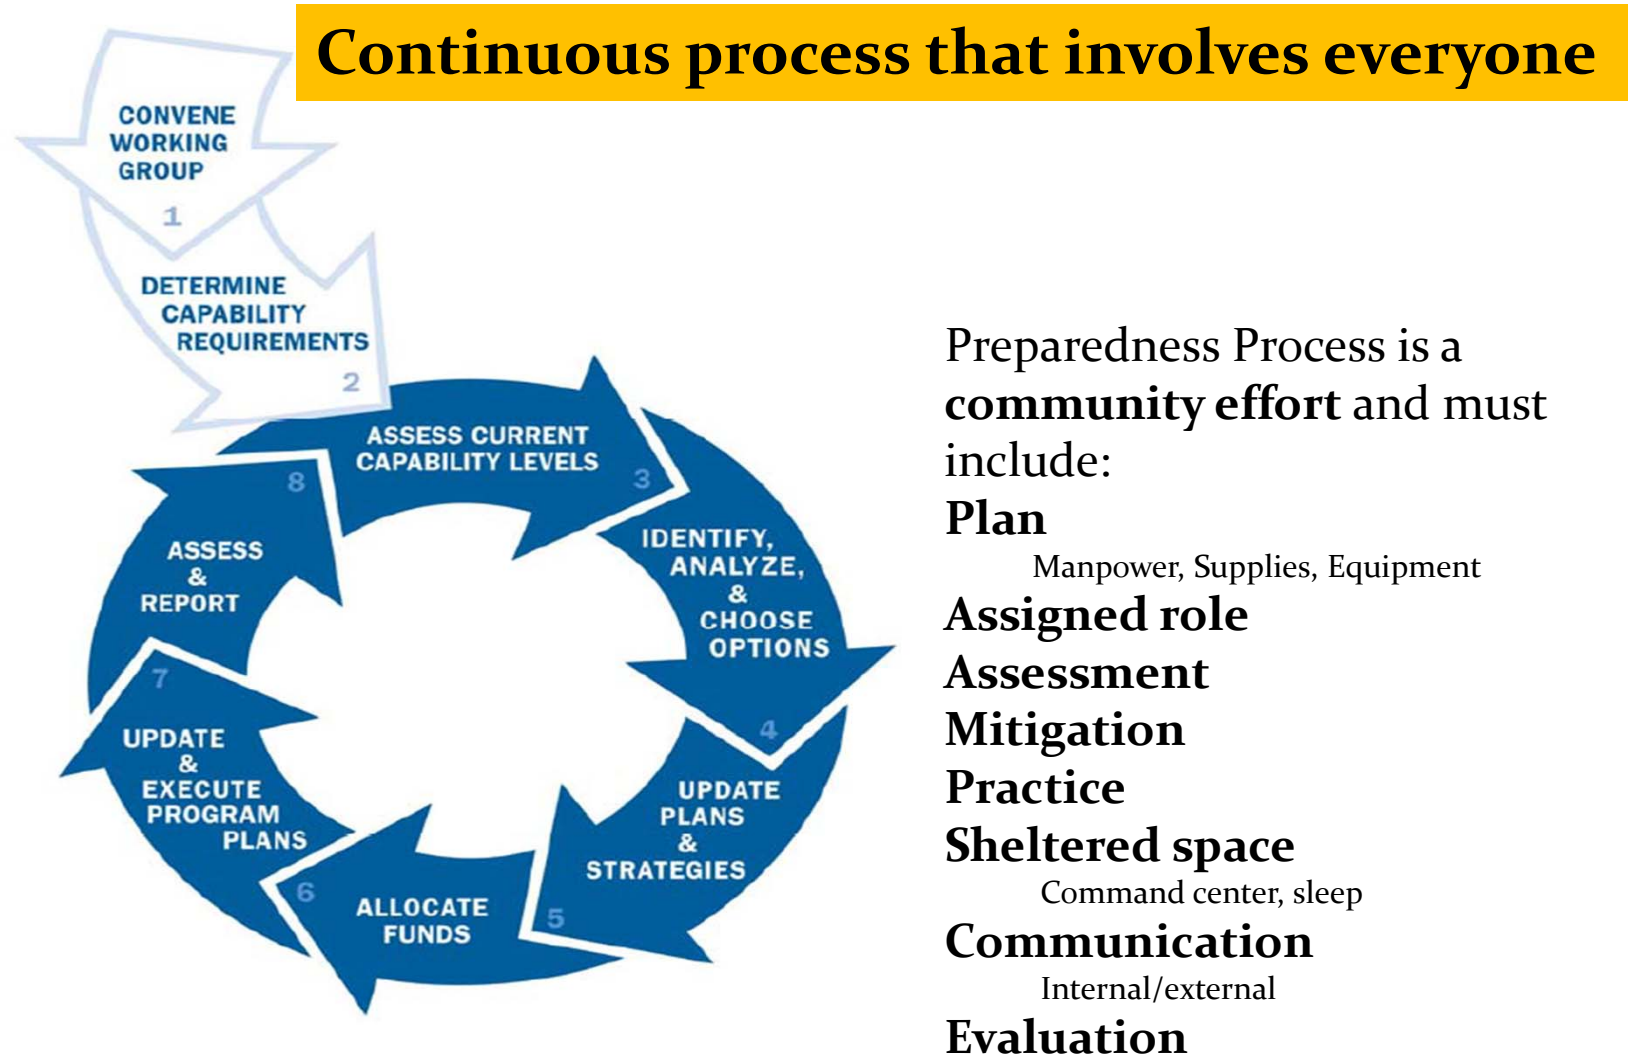 Continuous process that involves everyone
CONVENE
WORKING
GROUP
1
DETERMINE
CAPABILITY
REQUIREMENTS
2
ASSESS CURRENT
CAPABILITY LEVELS
3
IDENTIFY,
ANALYZE,
&
CHOOSE
OPTIONS
4
UPDATE
PLANS
&
STRATEGIES
5
ALLOCATE
FUNDS
6
UPDATE
&
EXECUTE
PROGRAM
PLANS
7
ASSESS
&
REPORT
8
Preparedness Process is a
community effort and must
include:
Plan
Manpower, Supplies, Equipment
Assigned role
Assessment
Mitigation
Practice
Sheltered space
Command center, sleep
Communication
Internal/external
Evaluation